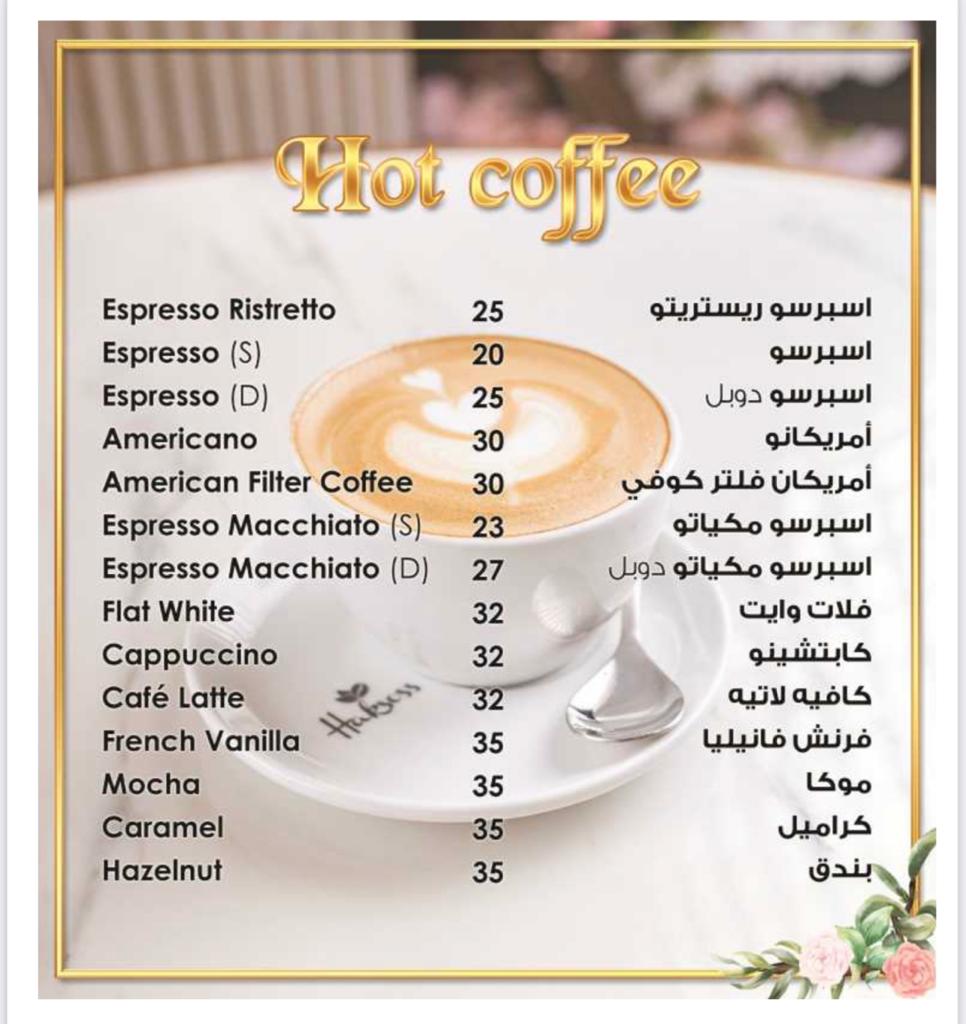 Hot coffee
Espresso Ristretto 25 اسبرسو ريستريتو
Espresso (S) 20 اسبرسو
Espresso (D) 25 اسبرسو دوبل
Americano 30 أمريكانو
American Filter Coffee 30 أمريكان فلتر كوفي
Espresso Macchiato (S) 23 اسبرسو مكياتو
Espresso Macchiato (D) 27 اسبرسو مكياتو دوبل
Flat White 32 فلات وايت
Cappuccino 32 كابتشينو
Café Latte 32 كافيه لاتيه
French Vanilla 35 فرنش فانيليا
Mocha 35 موكا
Caramel 35 كراميل
Hazelnut 35 بندق